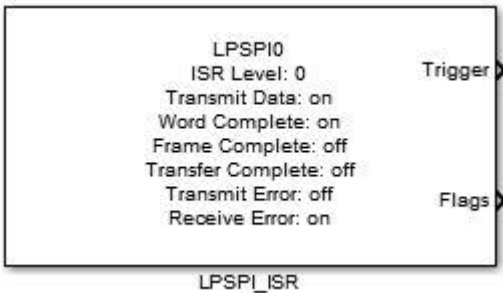 LPSPI0
ISR Level: 0
Trigger
Transmit Data: on
Word Complete: on
Frame Complete: off
Transfer Complete: off
Transmit Error: off
Flags
Receive Error: on
LPSPI_ISR